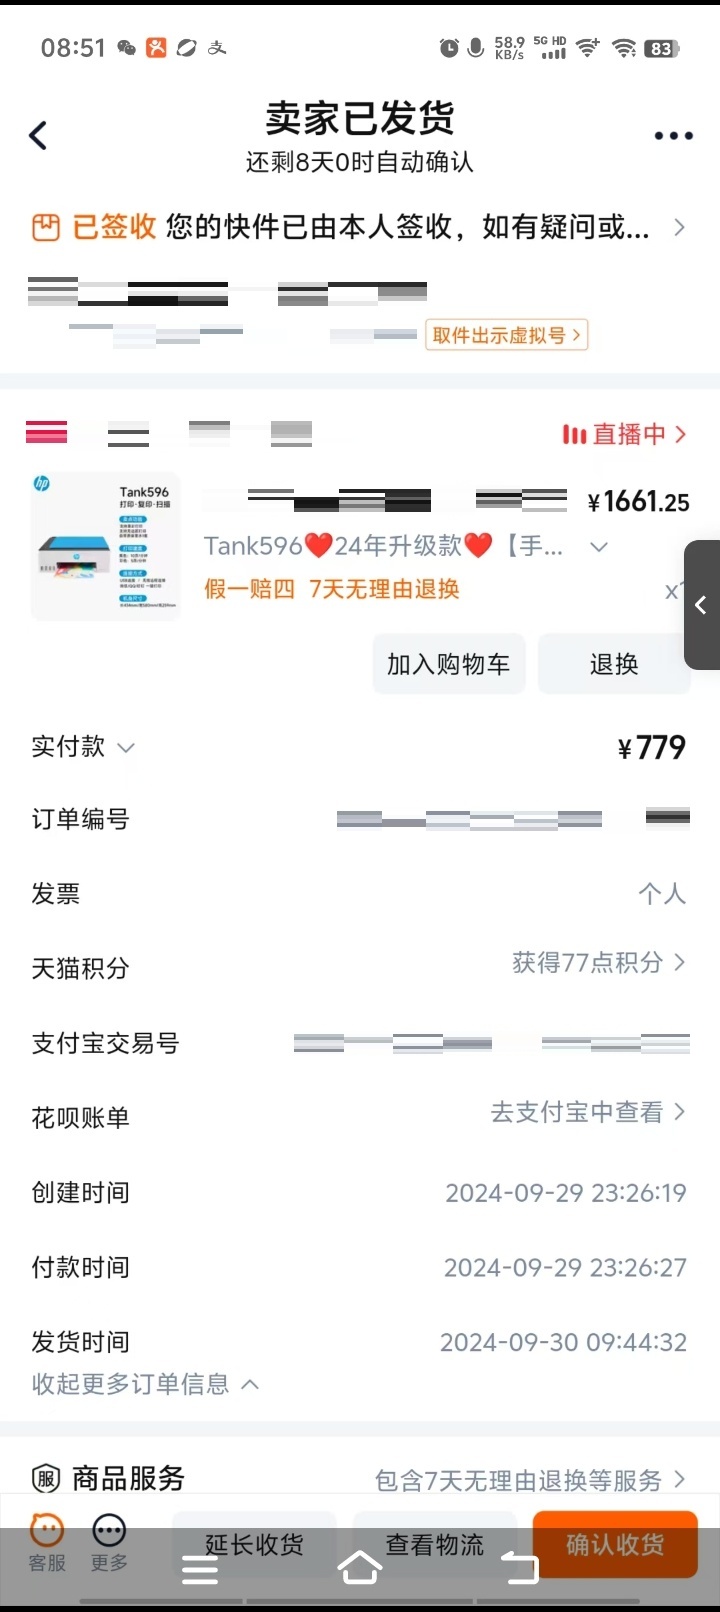 08:51
58.9 KB/s 5G HD 83
卖家已发货
还剩8天0时自动确认
已签收 您的快件已由本人签收，如有疑问或...
取件出示虚拟号
直播中
hp
Tank596
打印·复印·扫描
¥1661.25
Tank596❤️24年升级款❤️【手...
假一赔四 7天无理由退换
加入购物车 退换
实付款 ¥779
订单编号
发票 个人
天猫积分 获得77点积分
支付宝交易号
花呗账单 去支付宝中查看
创建时间 2024-09-29 23:26:19
付款时间 2024-09-29 23:26:27
发货时间 2024-09-30 09:44:32
收起更多订单信息
服 商品服务 包含7天无理由退换等服务
客服 更多 延长收货 查看物流 确认收货